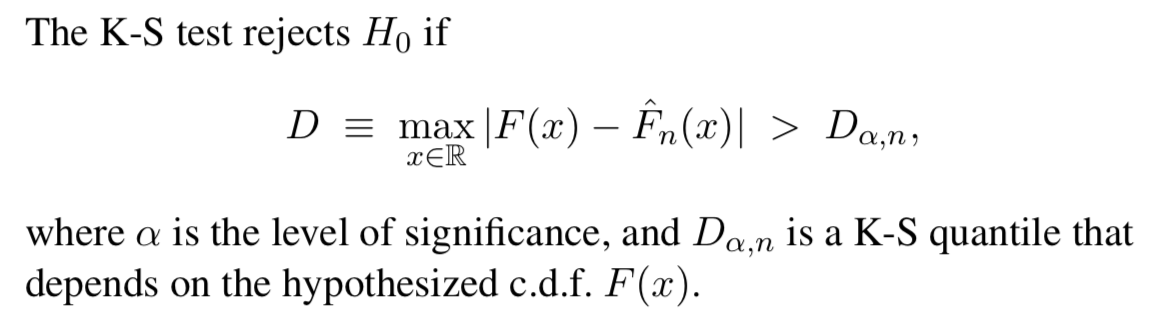 The K-S test rejects H₀ if
D ≡ max |F(x) − F̂ₙ(x)| > D_{α,n},
x∈ℝ
where α is the level of significance, and D_{α,n} is a K-S quantile that
depends on the hypothesized c.d.f. F(x).